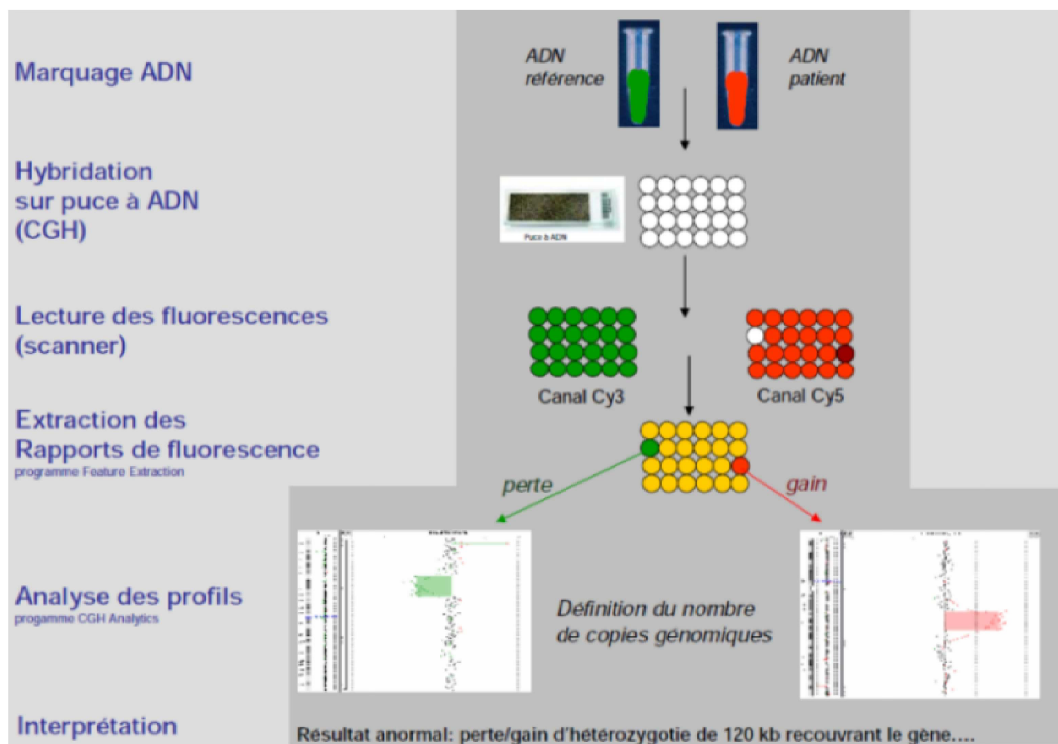 Marquage ADN
ADN
référence
ADN
patient
Hybridation
sur puce à ADN
(CGH)
Puce à ADN
Lecture des fluorescences
(scanner)
Canal Cy3
Canal Cy5
Extraction des
Rapports de fluorescence
programme Feature Extraction
perte
gain
Analyse des profils
progamme CGH Analytics
Définition du nombre
de copies génomiques
Interprétation
Résultat anormal: perte/gain d'hétérozygotie de 120 kb recouvrant le gène....